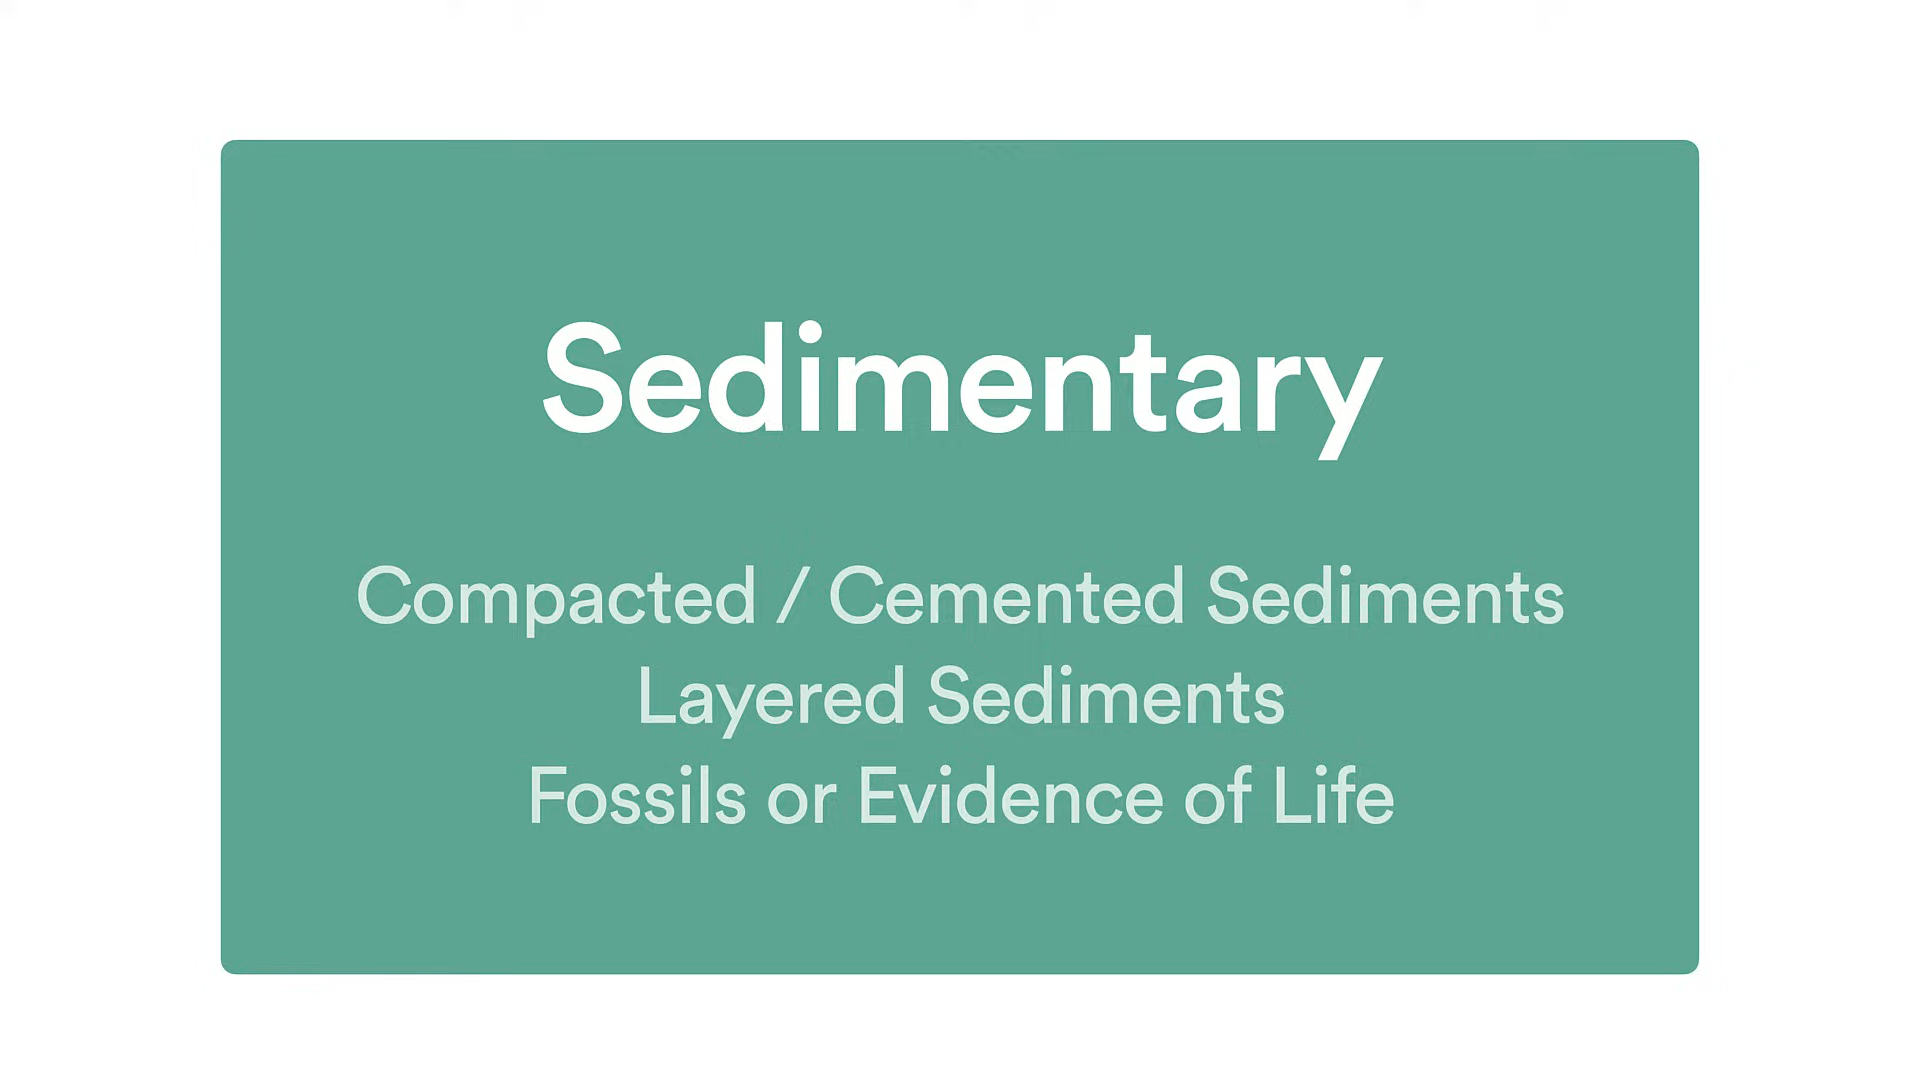 Sedimentary
Compacted / Cemented Sediments
Layered Sediments
Fossils or Evidence of Life